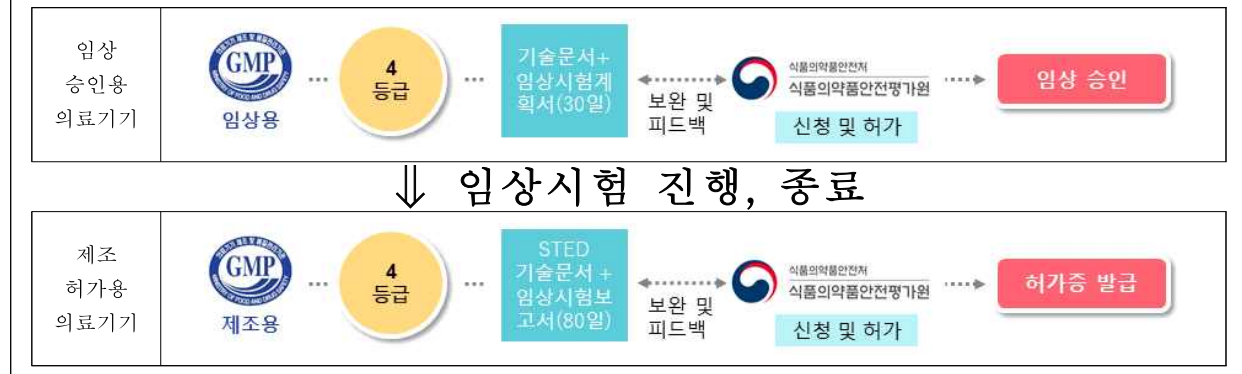 임상
승인용
의료기기
GMP
임상용
...
4
등급
...
기술문서+
임상시험계
획서(30일)
보완 및
피드백
식품의약품안전처
식품의약품안전평가원
신청 및 허가
임상 승인
⇓ 임상시험 진행, 종료
제조
허가용
의료기기
GMP
제조용
...
4
등급
...
STED
기술문서 +
임상시험보
고서(80일)
보완 및
피드백
식품의약품안전처
식품의약품안전평가원
신청 및 허가
허가증 발급